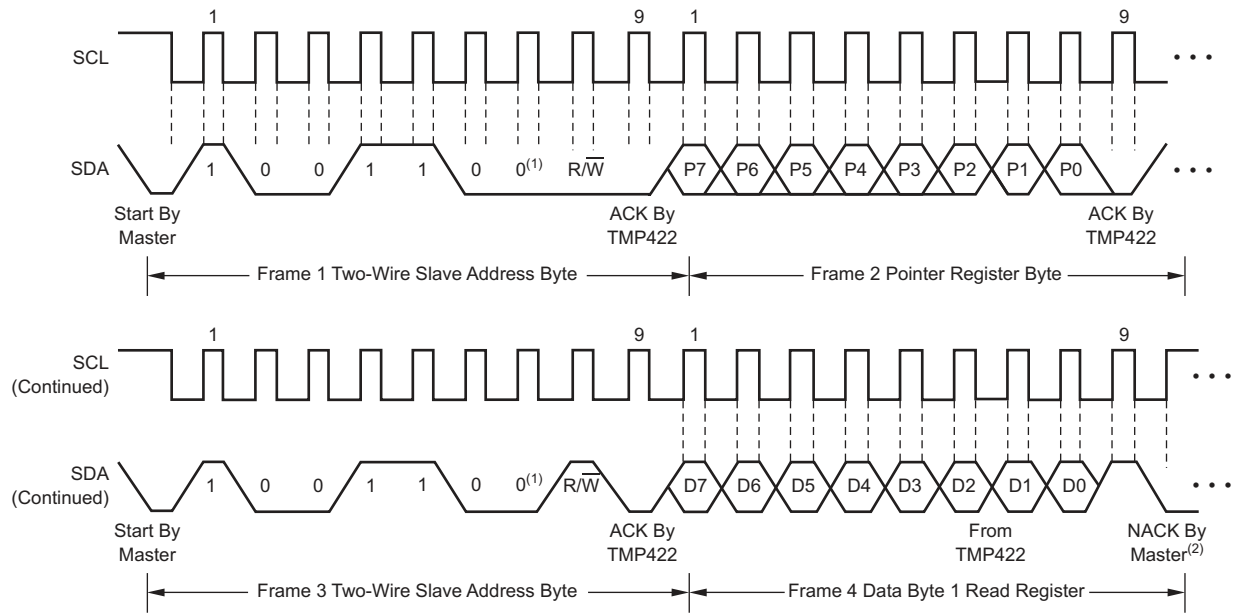 1 9 1 9
SCL
• • •
SDA 1 0 0 1 1 0 0(1) R/W̅ P7 P6 P5 P4 P3 P2 P1 P0 • • •
Start By
Master
ACK By
TMP422
ACK By
TMP422
Frame 1 Two-Wire Slave Address Byte
Frame 2 Pointer Register Byte
1 9 1 9
SCL
(Continued)
• • •
SDA
(Continued)
1 0 0 1 1 0 0(1) R/W̅ D7 D6 D5 D4 D3 D2 D1 D0 • • •
Start By
Master
ACK By
TMP422
From
TMP422
NACK By
Master(2)
Frame 3 Two-Wire Slave Address Byte
Frame 4 Data Byte 1 Read Register